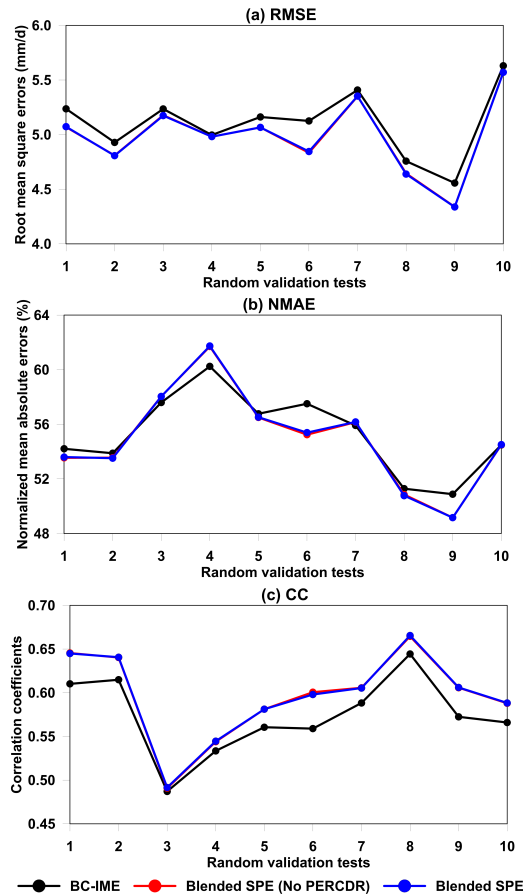 (a) RMSE
Root mean square errors (mm/d)
6.0
5.5
5.0
4.5
4.0
1 2 3 4 5 6 7 8 9 10
Random validation tests
(b) NMAE
Normalized mean absolute errors (%)
64
60
56
52
48
1 2 3 4 5 6 7 8 9 10
Random validation tests
(c) CC
Correlation coefficients
0.70
0.65
0.60
0.55
0.50
0.45
1 2 3 4 5 6 7 8 9 10
Random validation tests
BC-IME Blended SPE (No PERCDR) Blended SPE